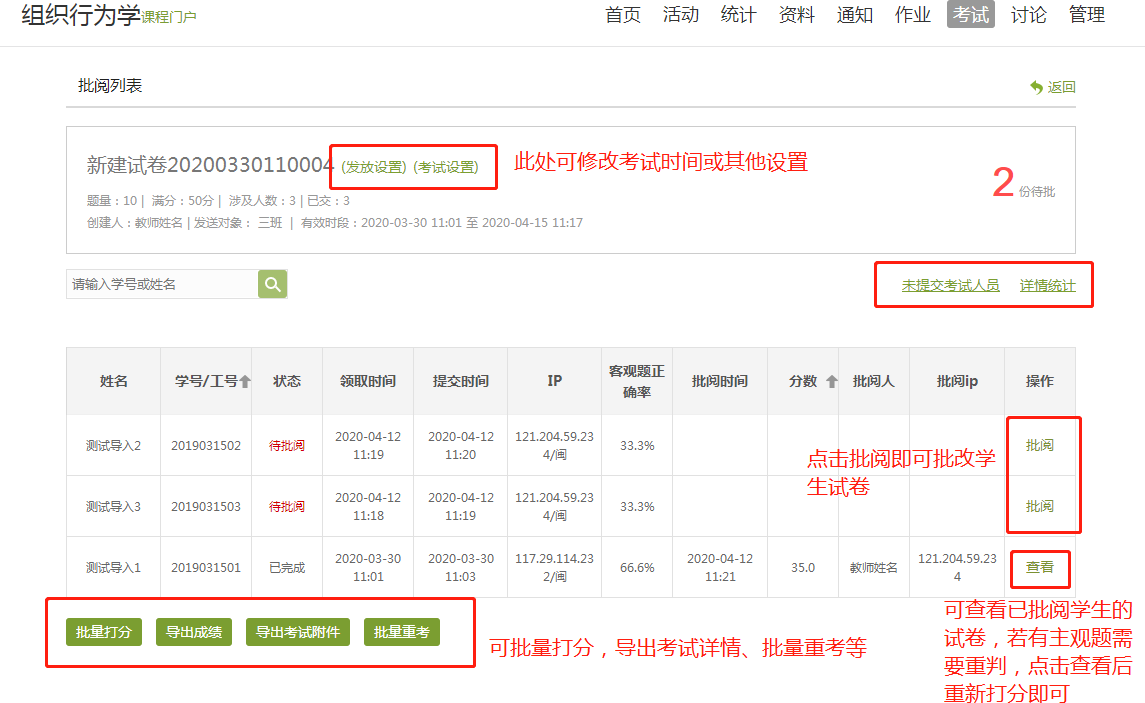 组织行为学课程门户
首页 活动 统计 资料 通知 作业 考试 讨论 管理
批阅列表
返回
新建试卷20200330110004 (发放设置) (考试设置)
此处可修改考试时间或其他设置
2 份待批
题量：10 | 满分：50分 | 涉及人数：3 | 已交：3
创建人：教师姓名 | 发送对象： 三班 | 有效时段：2020-03-30 11:01 至 2020-04-15 11:17
请输入学号或姓名
未提交考试人员 详情统计
姓名 学号/工号 状态 领取时间 提交时间 IP 客观题正确率 批阅时间 分数 批阅人 批阅ip 操作
测试导入2 2019031502 待批阅 2020-04-12 11:19 2020-04-12 11:20 121.204.59.234/闽 33.3% 批阅
点击批阅即可批改学
生试卷
测试导入3 2019031503 待批阅 2020-04-12 11:18 2020-04-12 11:19 121.204.59.234/闽 33.3% 批阅
测试导入1 2019031501 已完成 2020-03-30 11:01 2020-03-30 11:03 117.29.114.232/闽 66.6% 2020-04-12 11:21 35.0 教师姓名 121.204.59.234 查看
批量打分 导出成绩 导出考试附件 批量重考
可批量打分，导出考试详情、批量重考等
可查看已批阅学生的
试卷，若有主观题需
要重判，点击查看后
重新打分即可